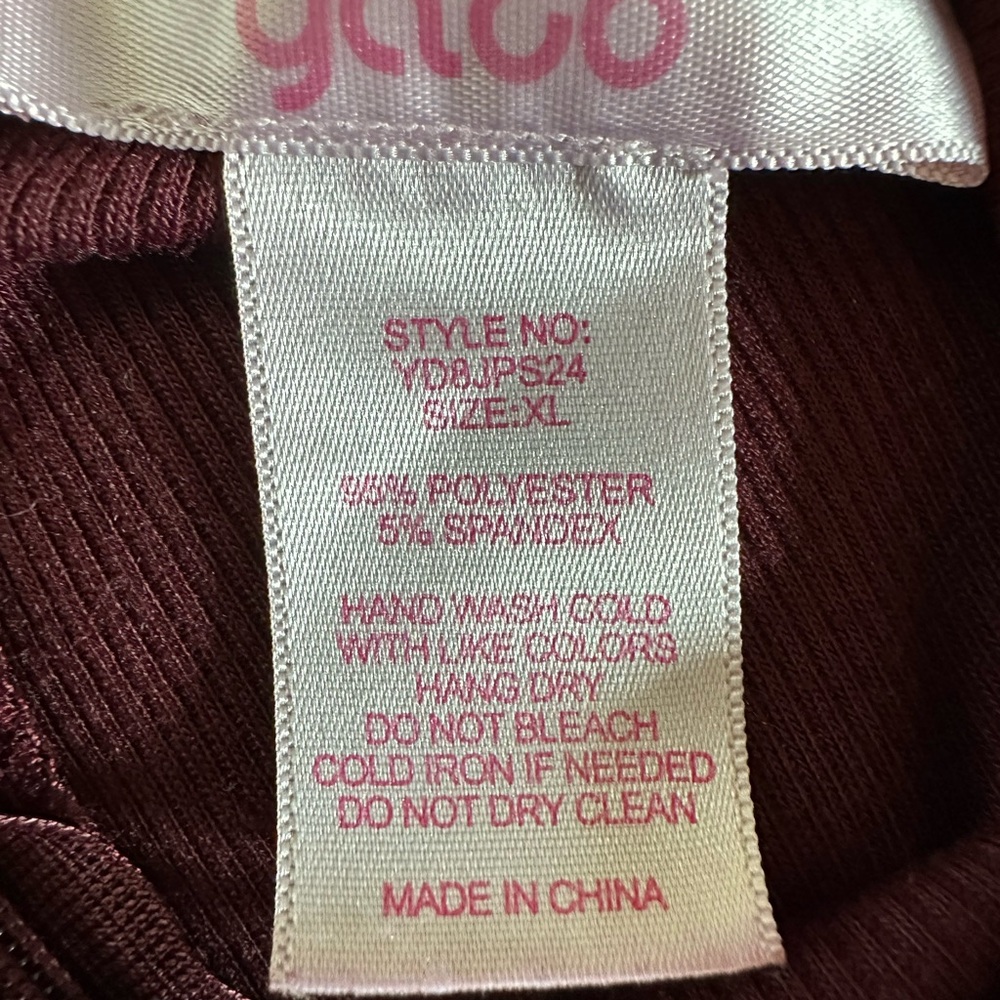 STYLE NO:
YD8JPS24
SIZE:XL
95% POLYESTER
5% SPANDEX
HAND WASH COLD
WITH LIKE COLORS
HANG DRY
DO NOT BLEACH
COLD IRON IF NEEDED
DO NOT DRY CLEAN
MADE IN CHINA